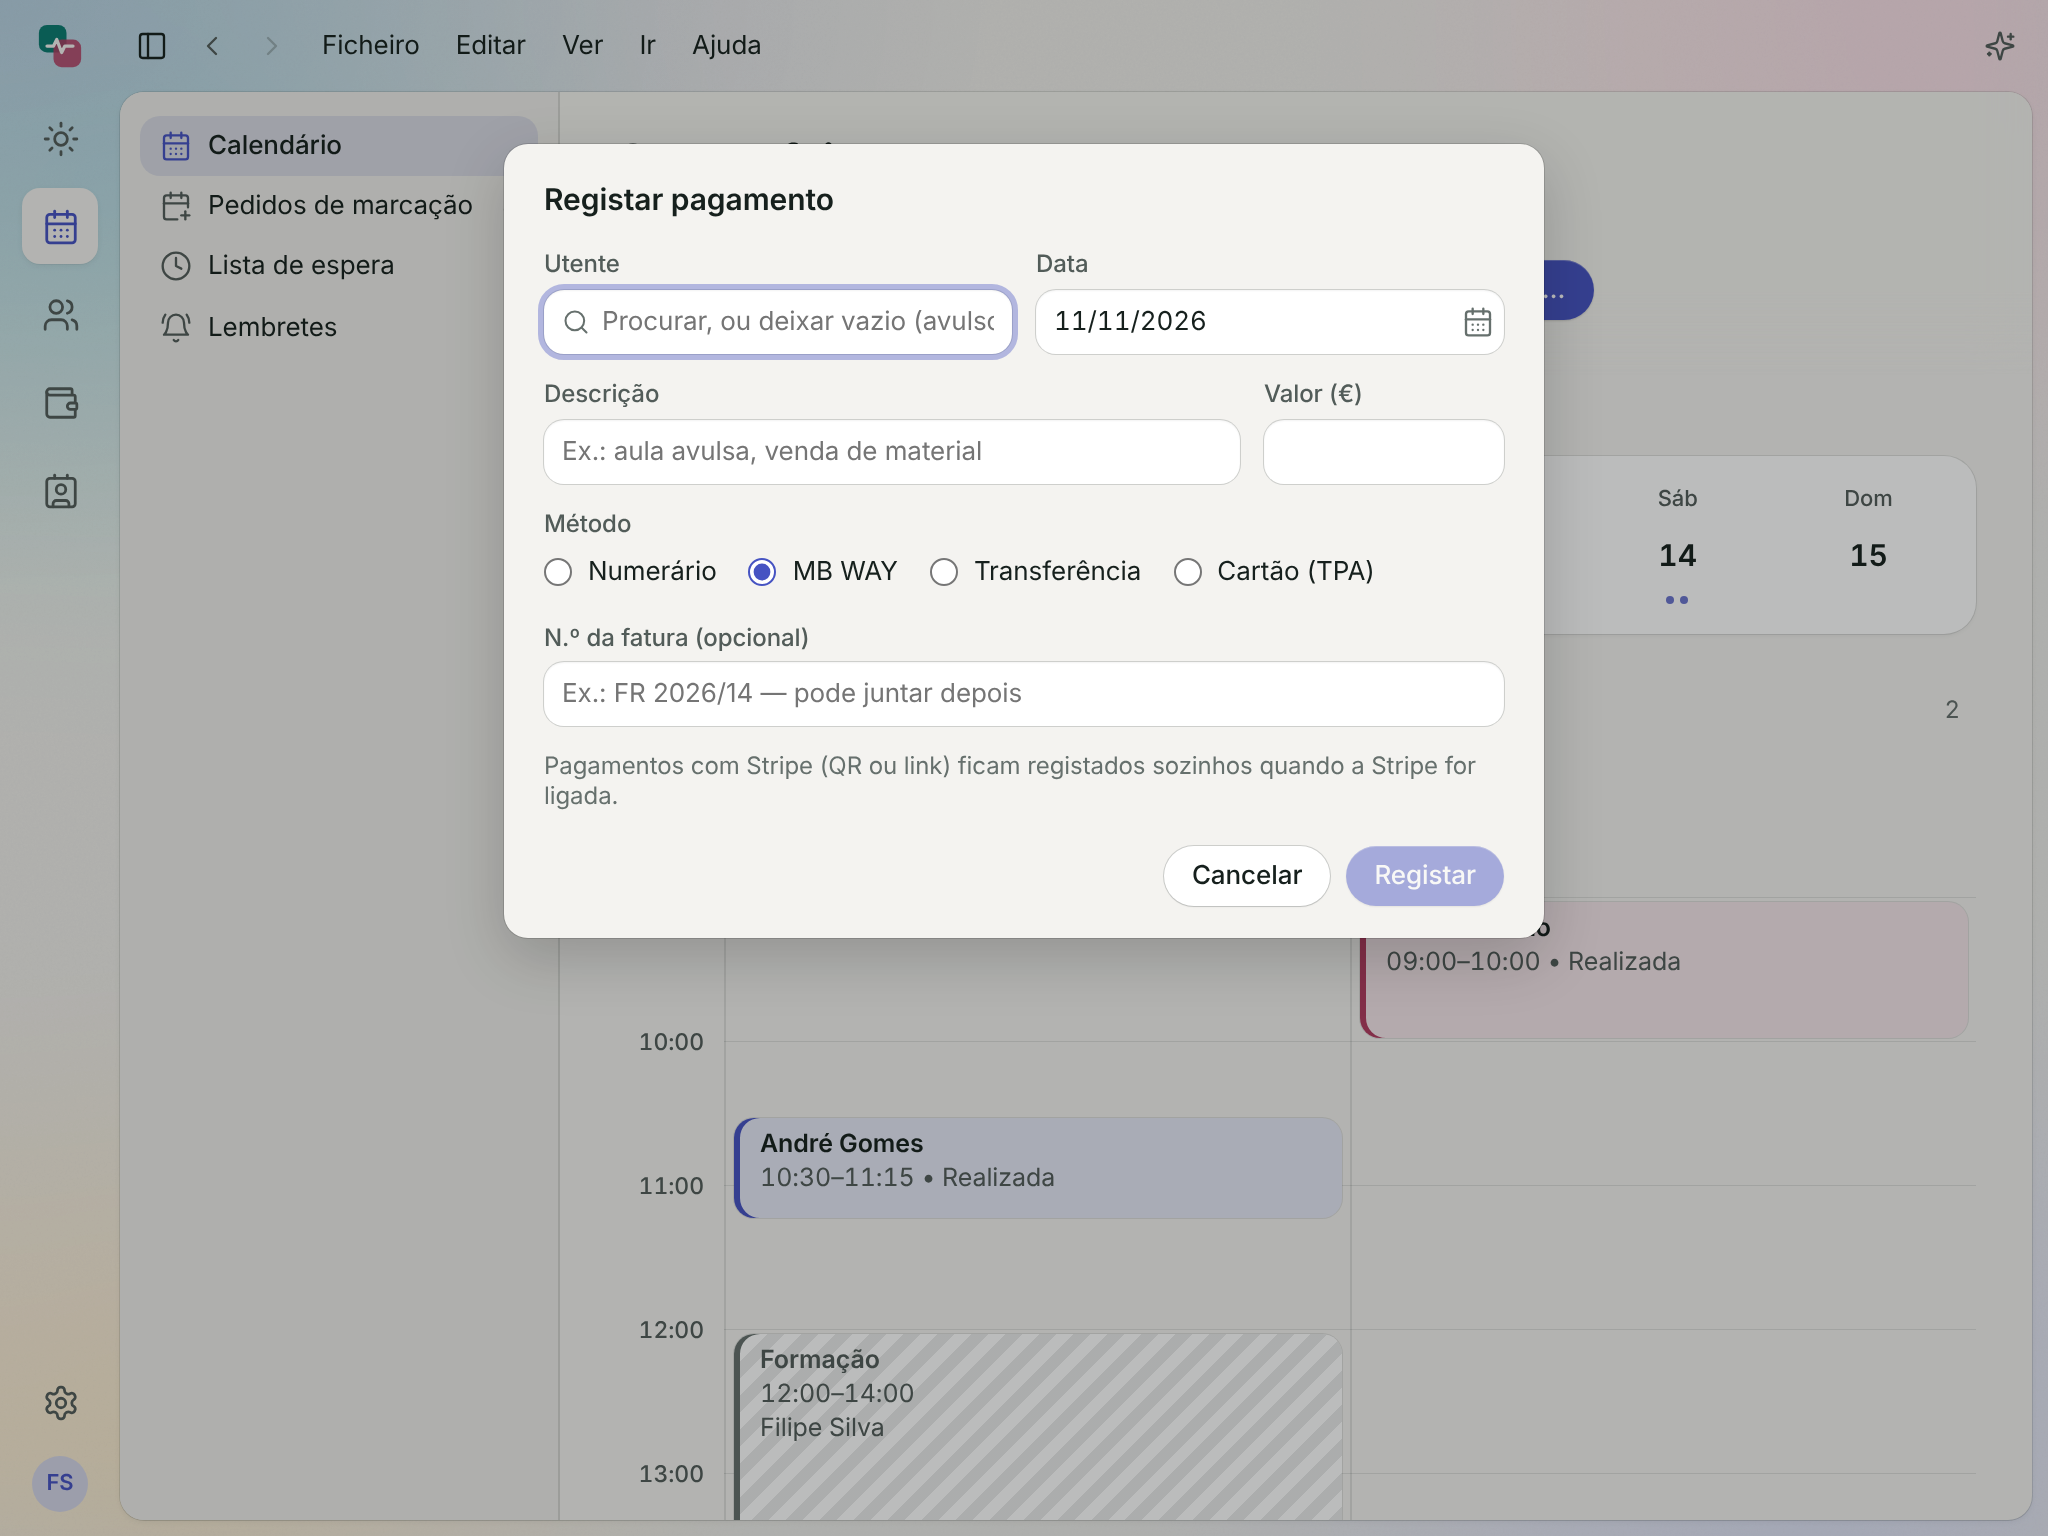 Ficheiro Editar Ver Ir Ajuda
Calendário
Pedidos de marcação
Lista de espera
Lembretes
FS
Registar pagamento
Utente
Data
Procurar, ou deixar vazio (avulso
11/11/2026
Descrição
Valor (€)
Ex.: aula avulsa, venda de material
Método
Numerário
MB WAY
Transferência
Cartão (TPA)
N.º da fatura (opcional)
Ex.: FR 2026/14 — pode juntar depois
Pagamentos com Stripe (QR ou link) ficam registados sozinhos quando a Stripe for
ligada.
Cancelar
Registar
...
Sáb
Dom
14
15
2
09:00–10:00 • Realizada
10:00
André Gomes
10:30–11:15 • Realizada
11:00
12:00
Formação
12:00–14:00
Filipe Silva
13:00